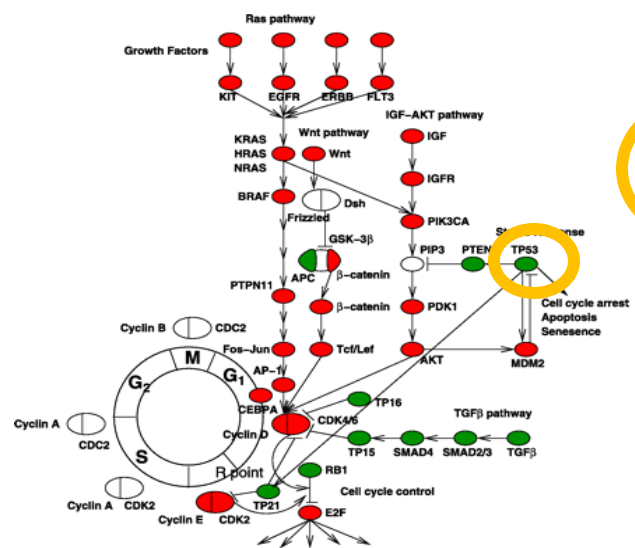 Ras pathway
Growth Factors
KIT EGFR ERBB FLT3
IGF-AKT pathway
KRAS
HRAS
NRAS
Wnt pathway
Wnt
IGF
IGFR
BRAF
Frizzled
Dsh
PIK3CA
GSK-3β
APC
β-catenin
PIP3
PTEN
TP53
Cell cycle arrest
Apoptosis
Senesence
PTPN11
β-catenin
PDK1
Cyclin B
CDC2
Fos-Jun
Tcf/Lef
AKT
MDM2
M
G1
G2
S
AP-1
CEBPA
Cyclin D
CDK4/6
TP16
TGFβ pathway
Cyclin A
CDC2
TP15
SMAD4
SMAD2/3
TGFβ
R point
RB1
Cyclin A
CDK2
Cyclin E
CDK2
TP21
Cell cycle control
E2F